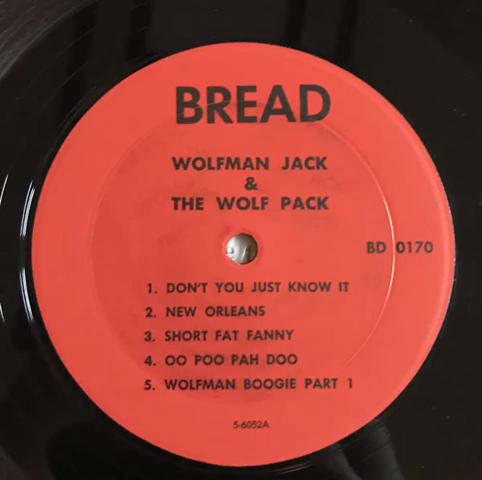 BREAD
WOLFMAN JACK
&
THE WOLF PACK
BD 0170
1. DON'T YOU JUST KNOW IT
2. NEW ORLEANS
3. SHORT FAT FANNY
4. OO POO PAH DOO
5. WOLFMAN BOOGIE PART 1
5-6052A